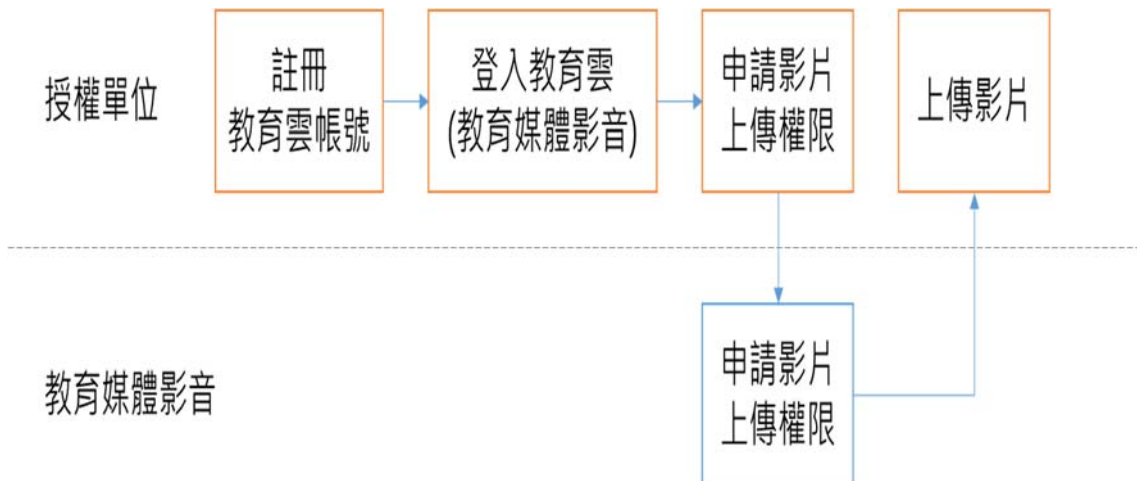 授權單位
註冊
教育雲帳號
登入教育雲
(教育媒體影音)
申請影片
上傳權限
上傳影片
教育媒體影音
申請影片
上傳權限